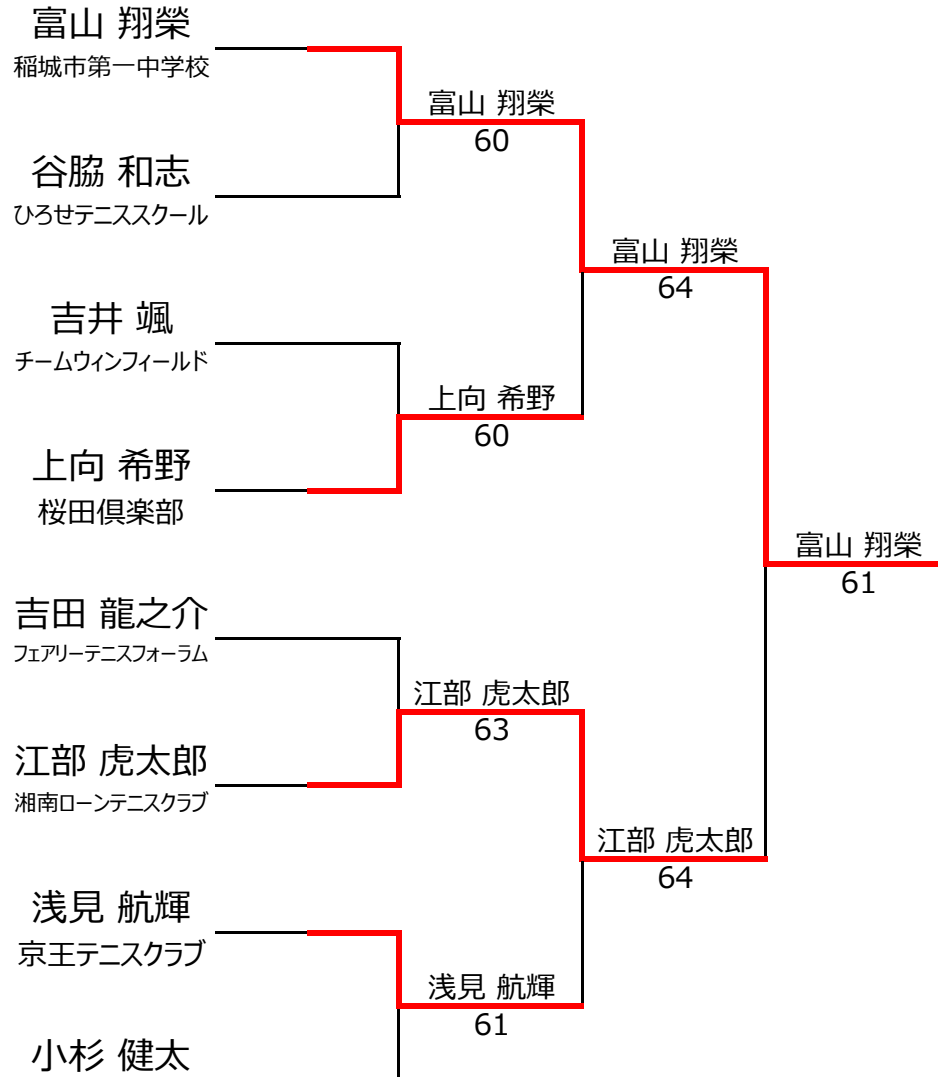 富山 翔榮
稲城市第一中学校
富山 翔榮
60
谷脇 和志
ひろせテニススクール
富山 翔榮
64
吉井 颯
チームウィンフィールド
上向 希野
60
上向 希野
桜田倶楽部
富山 翔榮
61
吉田 龍之介
フェアリーテニスフォーラム
江部 虎太郎
63
江部 虎太郎
湘南ローンテニスクラブ
江部 虎太郎
64
浅見 航輝
京王テニスクラブ
浅見 航輝
61
小杉 健太